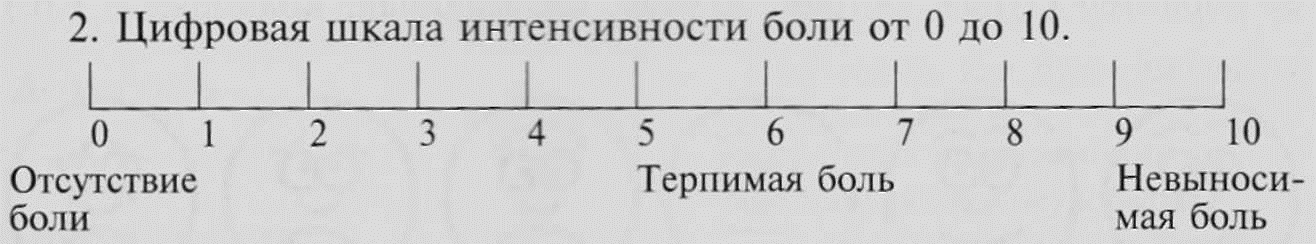 2. Цифровая шкала интенсивности боли от 0 до 10.
0 1 2 3 4 5 6 7 8 9 10
Отсутствие Терпимая боль Невыноси-
боли мая боль